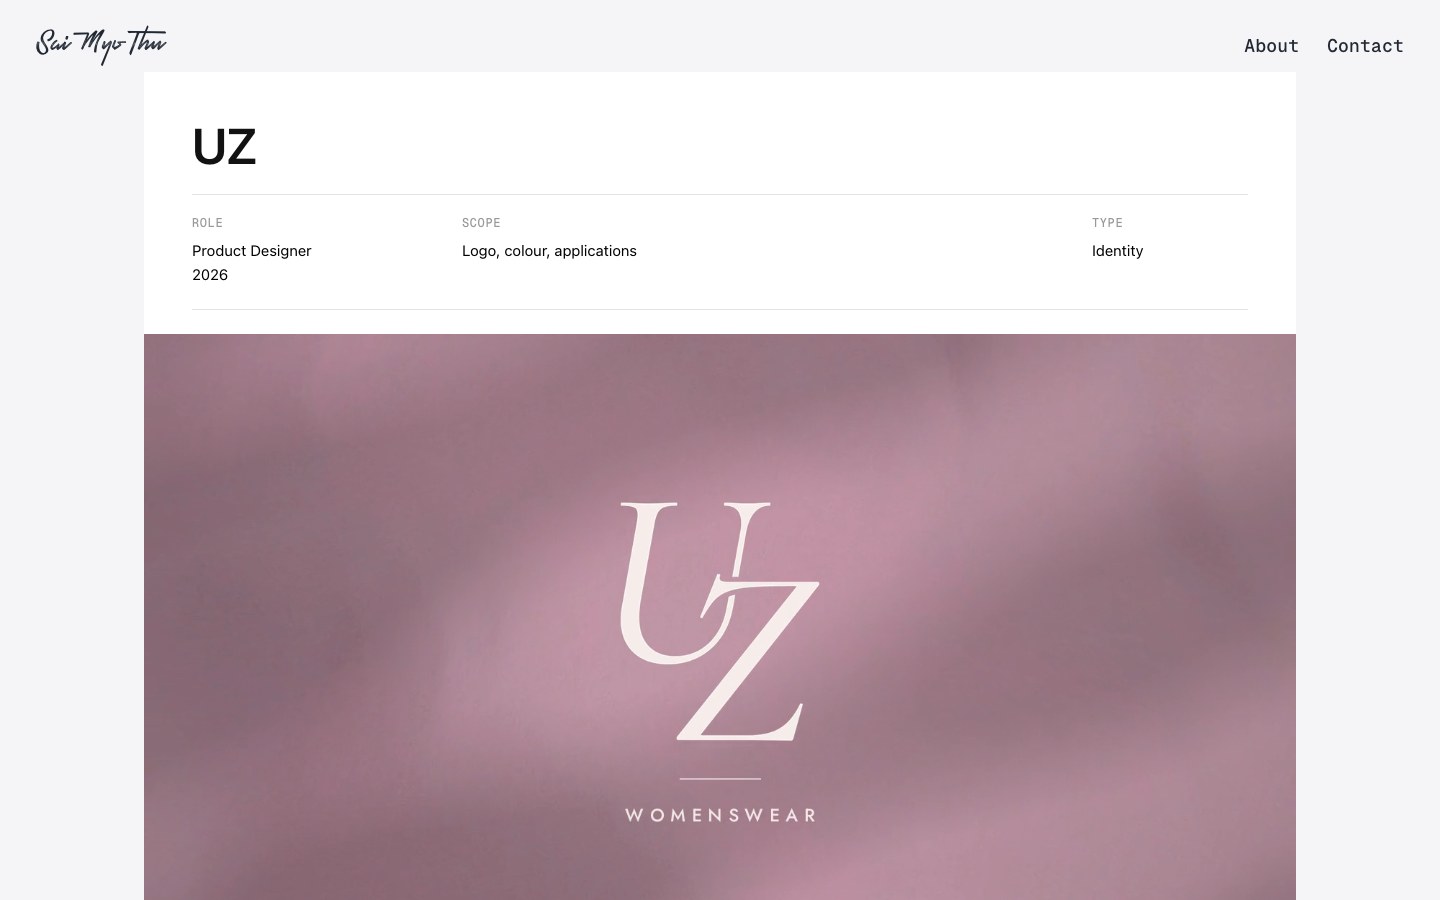 Sai Myo Thu
About
Contact
UZ
ROLE
Product Designer
2026
SCOPE
Logo, colour, applications
TYPE
Identity
UZ
WOMENSWEAR